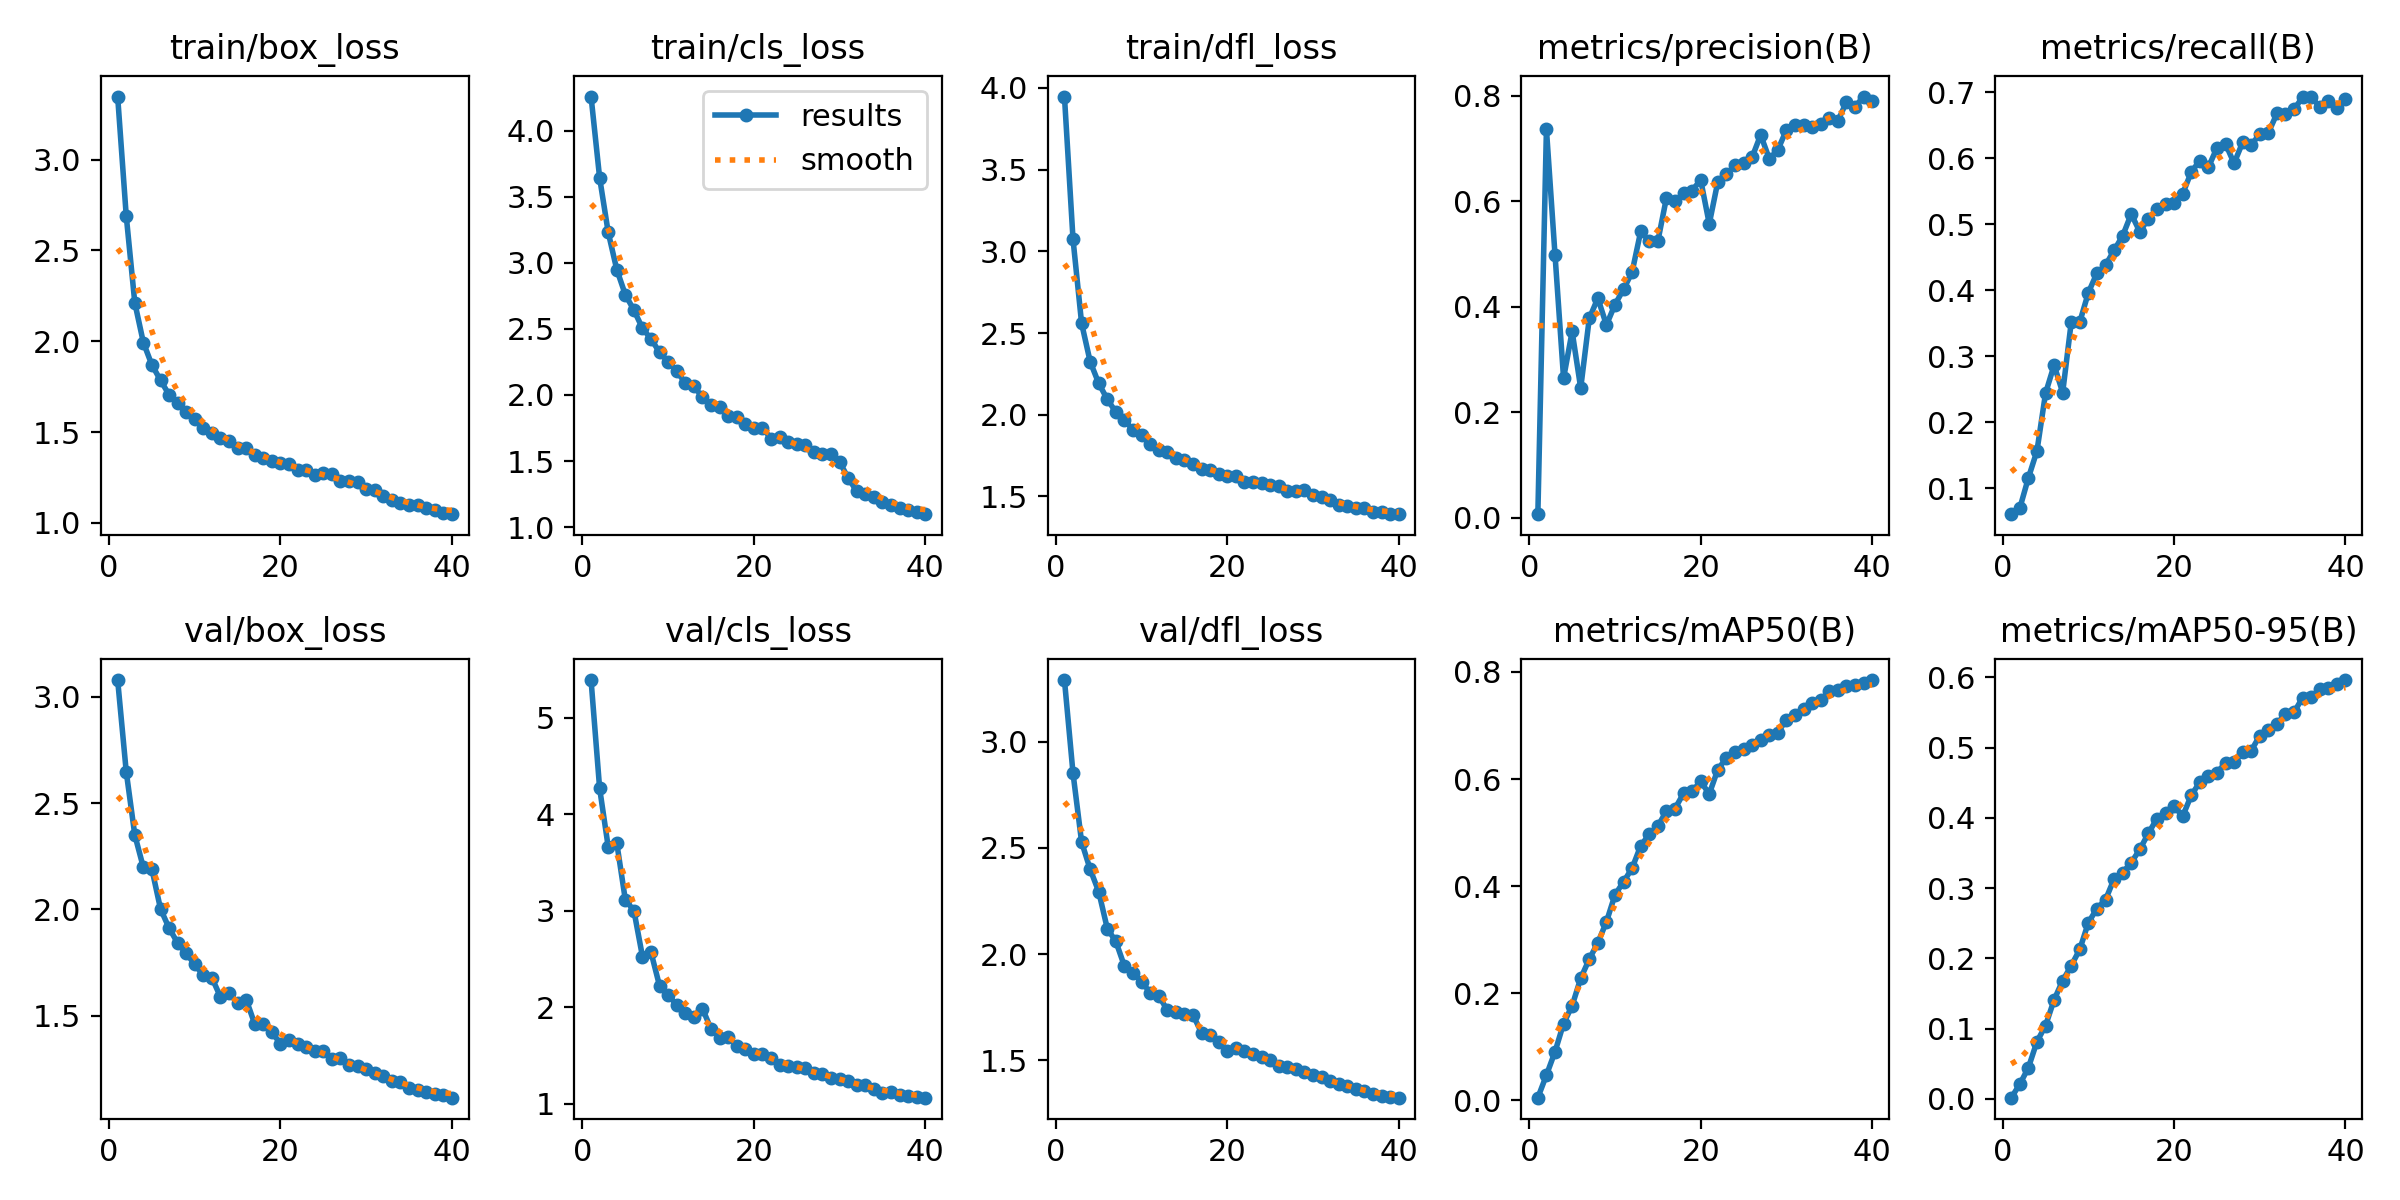 train/box_loss
3.0
2.5
2.0
1.5
1.0
0 20 40
train/cls_loss
results
smooth
4.0
3.5
3.0
2.5
2.0
1.5
1.0
0 20 40
train/dfl_loss
4.0
3.5
3.0
2.5
2.0
1.5
0 20 40
metrics/precision(B)
0.8
0.6
0.4
0.2
0.0
0 20 40
metrics/recall(B)
0.7
0.6
0.5
0.4
0.3
0.2
0.1
0 20 40
val/box_loss
3.0
2.5
2.0
1.5
0 20 40
val/cls_loss
5
4
3
2
1
0 20 40
val/dfl_loss
3.0
2.5
2.0
1.5
0 20 40
metrics/mAP50(B)
0.8
0.6
0.4
0.2
0.0
0 20 40
metrics/mAP50-95(B)
0.6
0.5
0.4
0.3
0.2
0.1
0.0
0 20 40